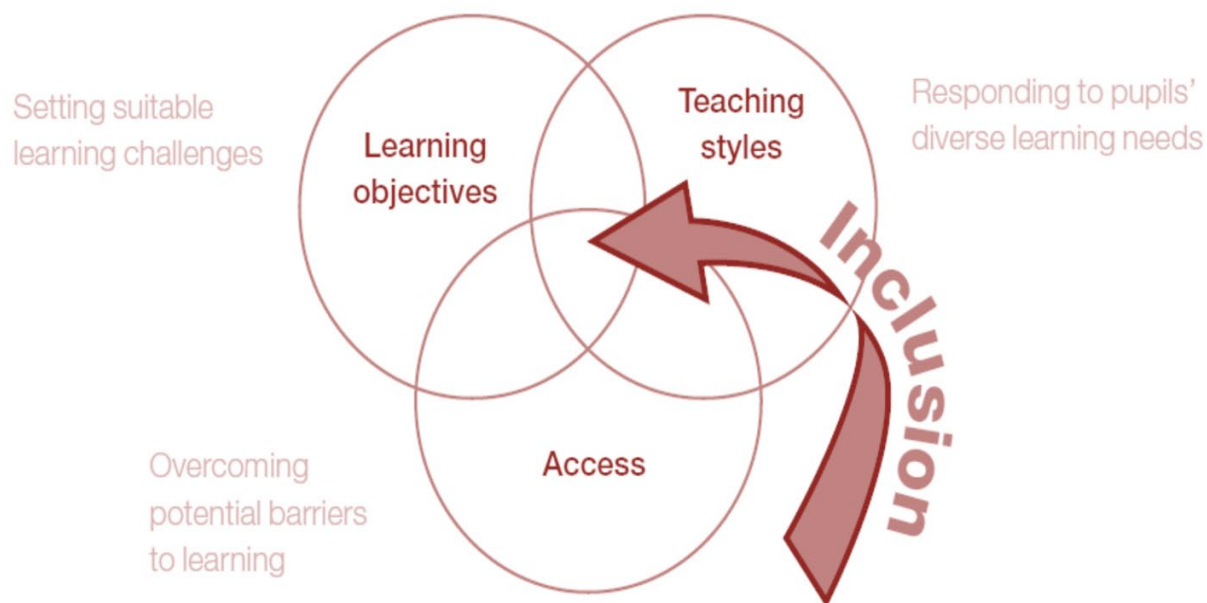 Setting suitable
learning challenges
Learning
objectives
Teaching
styles
Responding to pupils’
diverse learning needs
Inclusion
Access
Overcoming
potential barriers
to learning